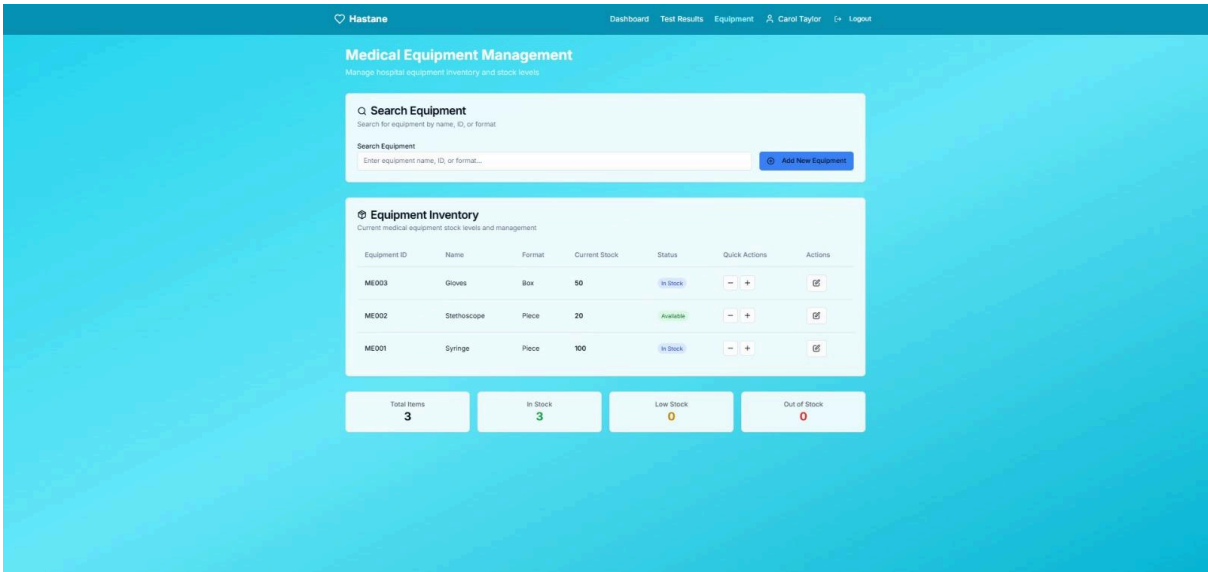 Hastane Dashboard Test Results Equipment Carol Taylor Logout
Medical Equipment Management
Manage hospital equipment inventory and stock levels
Search Equipment
Search for equipment by name, ID, or format
Search Equipment
Enter equipment name, ID, or format...
Add New Equipment
Equipment Inventory
Current medical equipment stock levels and management
Equipment ID Name Format Current Stock Status Quick Actions Actions
ME003 Gloves Box 50 In Stock − +
ME002 Stethoscope Piece 20 Available − +
ME001 Syringe Piece 100 In Stock − +
Total Items In Stock Low Stock Out of Stock
3 3 0 0